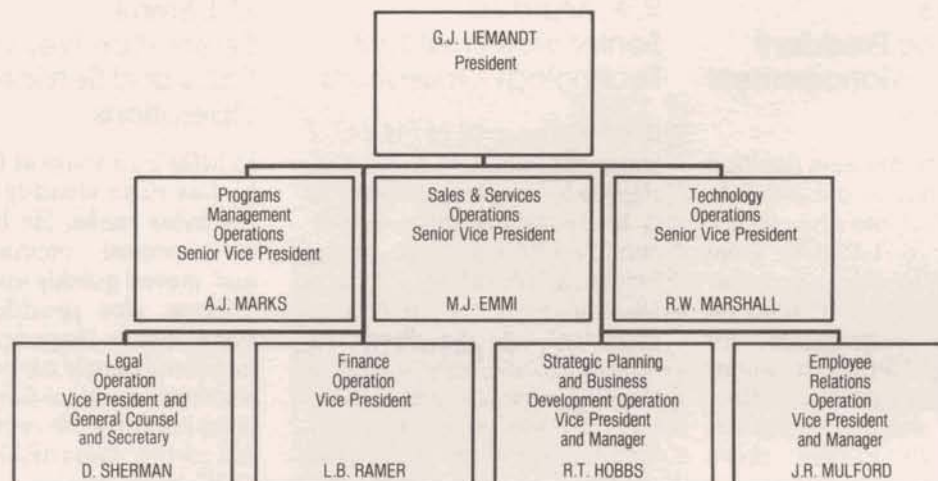 G.J. LIEMANDT
President
Programs
Management
Operations
Senior Vice President
A.J. MARKS
Sales & Services
Operations
Senior Vice President
M.J. EMMI
Technology
Operations
Senior Vice President
R.W. MARSHALL
Legal
Operation
Vice President and
General Counsel
and Secretary
D. SHERMAN
Finance
Operation
Vice President
L.B. RAMER
Strategic Planning
and Business
Development Operation
Vice President
and Manager
R.T. HOBBS
Employee
Relations
Operation
Vice President
and Manager
J.R. MULFORD